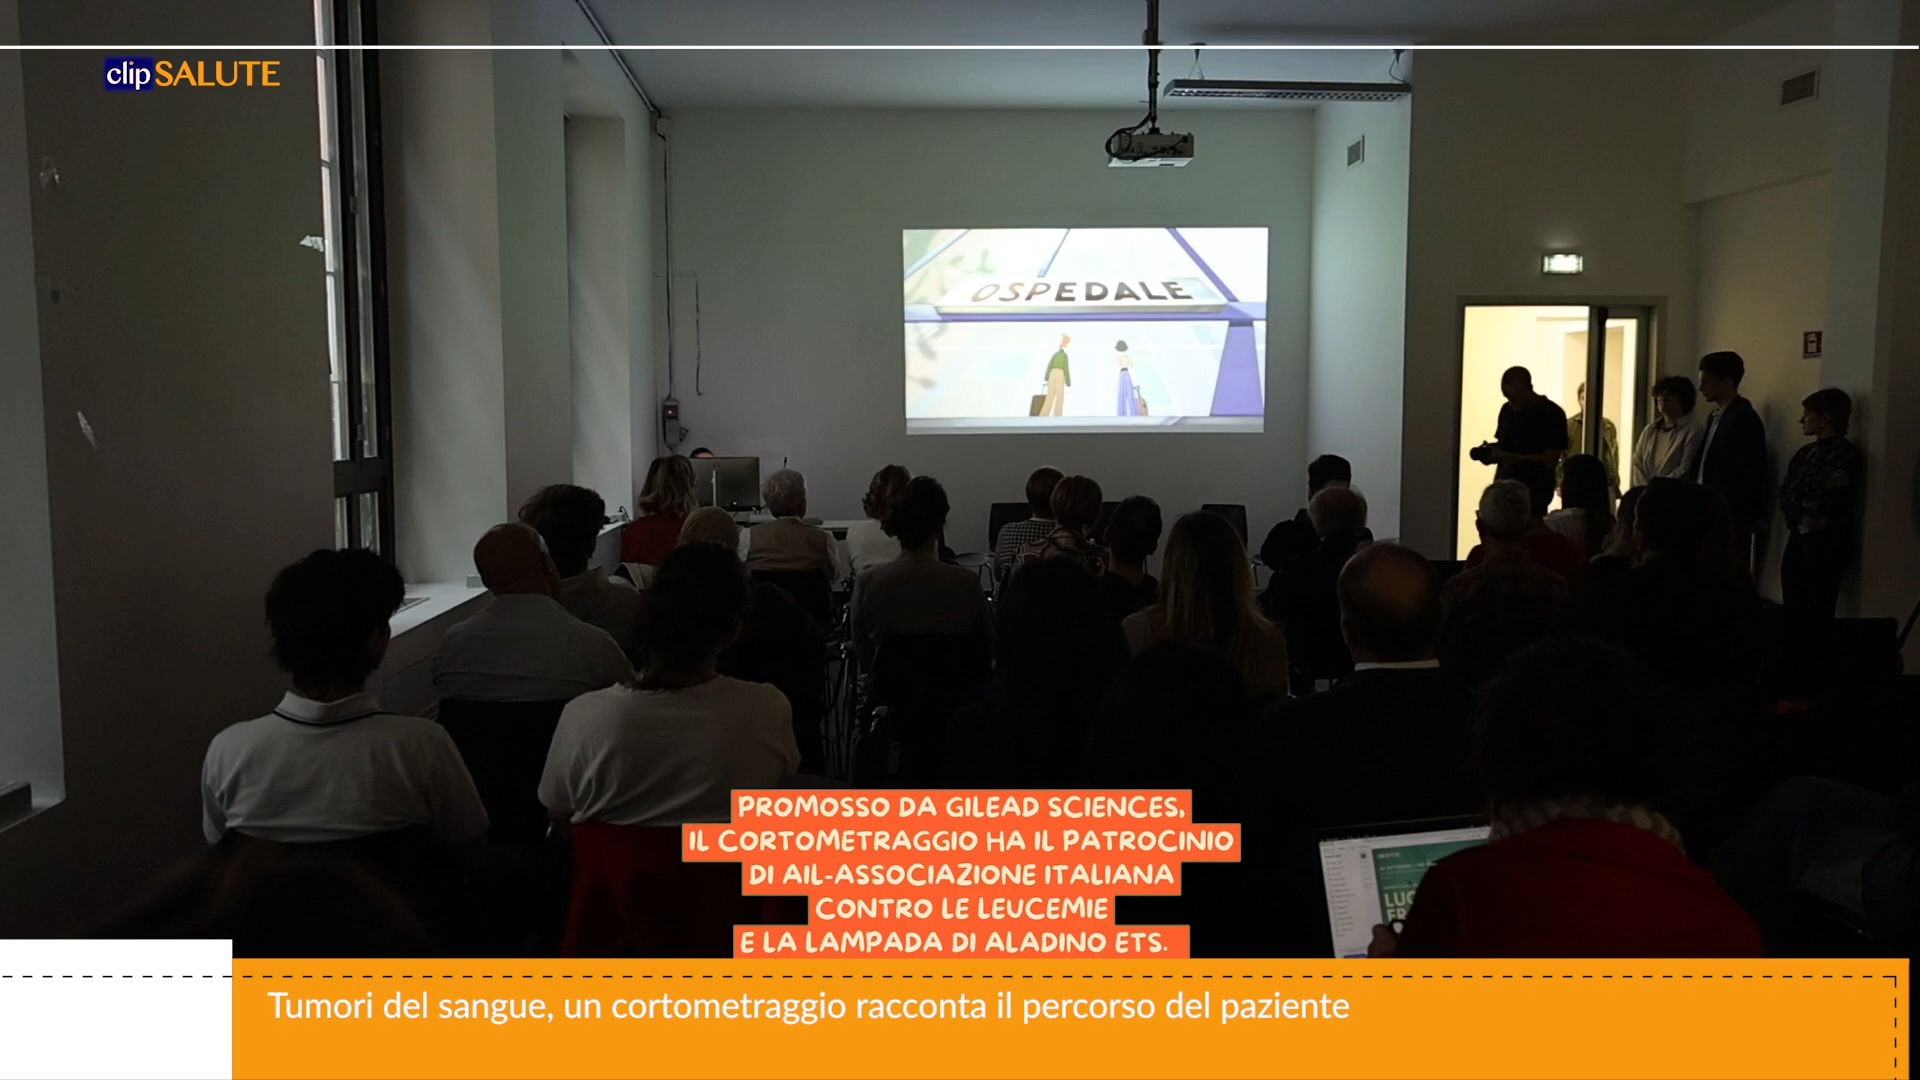 clipSALUTE
OSPEDALE
PROMOSSO DA GILEAD SCIENCES,
IL CORTOMETRAGGIO HA IL PATROCINIO
DI AIL-ASSOCIAZIONE ITALIANA
CONTRO LE LEUCEMIE
E LA LAMPADA DI ALADINO ETS.
Tumori del sangue, un cortometraggio racconta il percorso del paziente